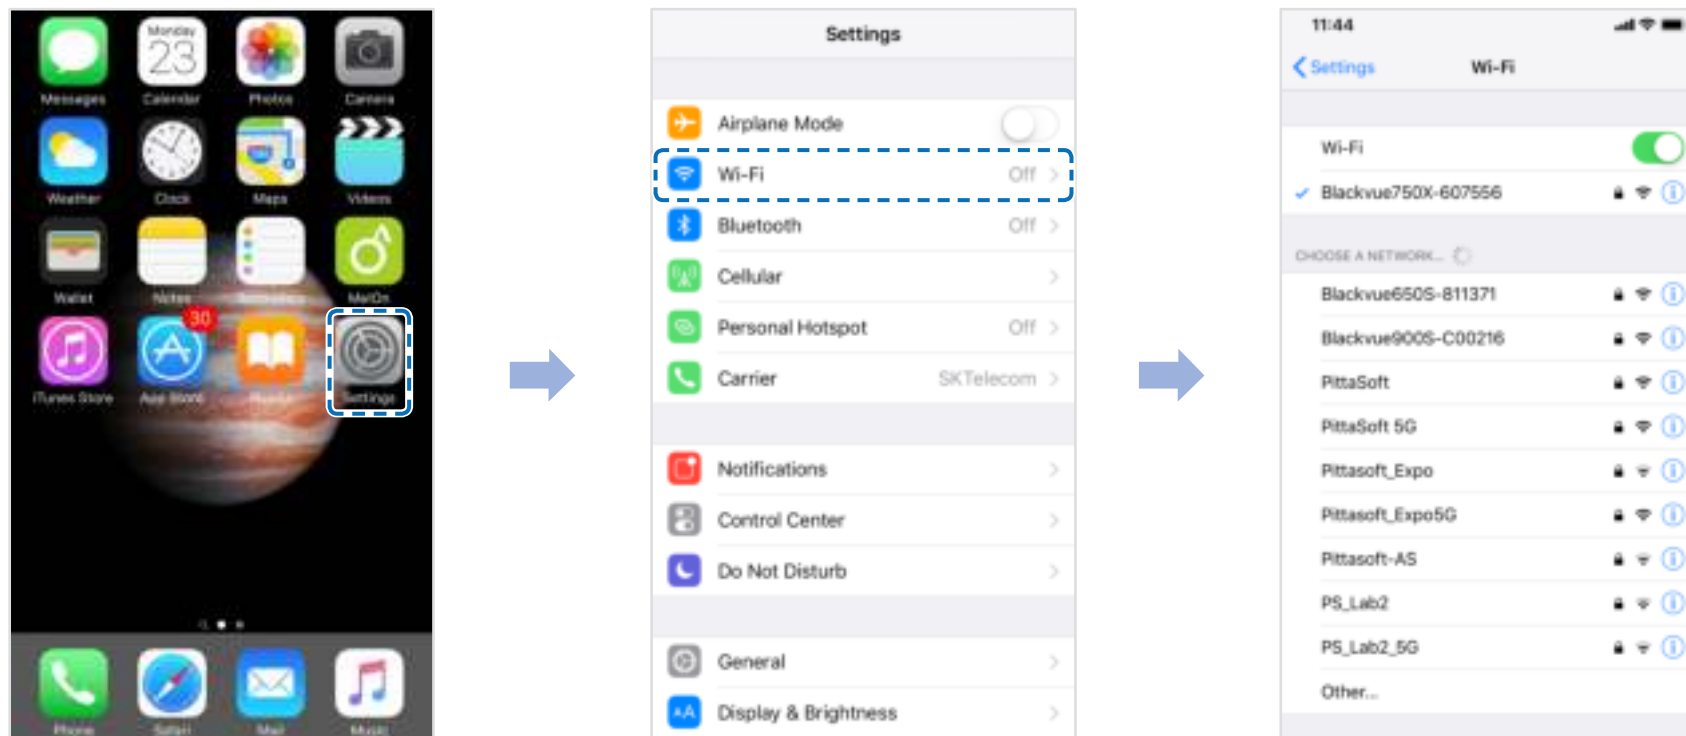 Monday
23
Messages
Calendar
Photos
Camera
Weather
Clock
Maps
Videos
Wallet
Notes
30
iTunes Store
App Store
Settings
Phone
Safari
Mail
Music
Settings
Airplane Mode
Wi-Fi Off
Bluetooth Off
Cellular
Personal Hotspot Off
Carrier SKTelecom
Notifications
Control Center
Do Not Disturb
General
AA Display & Brightness
11:44
Settings Wi-Fi
Wi-Fi
Blackvue750X-607556
CHOOSE A NETWORK...
Blackvue650S-811371
Blackvue900S-C00216
PittaSoft
PittaSoft 5G
Pittasoft_Expo
Pittasoft_Expo5G
Pittasoft-AS
PS_Lab2
PS_Lab2_5G
Other...